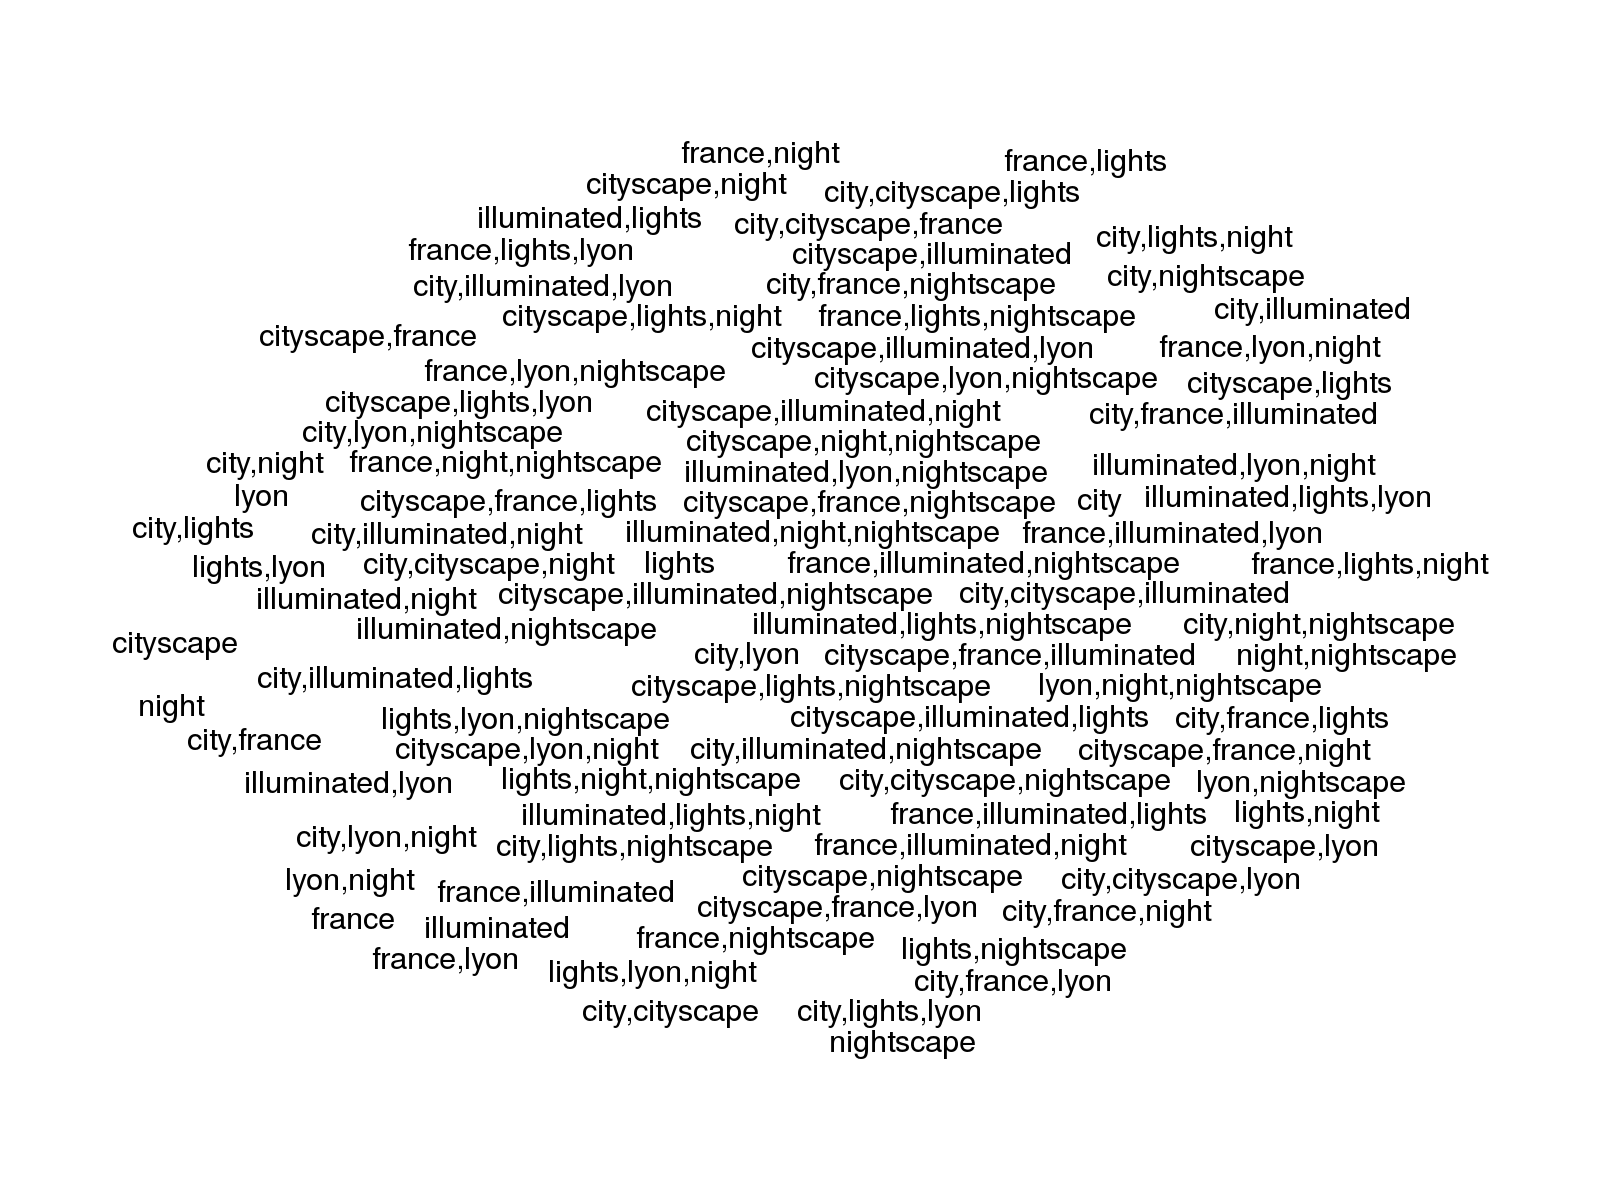 france,night
france,lights
cityscape,night
city,cityscape,lights
illuminated,lights
city,cityscape,france
france,lights,lyon
cityscape,illuminated
city,lights,night
city,illuminated,lyon
city,france,nightscape
city,nightscape
cityscape,lights,night
france,lights,nightscape
city,illuminated
cityscape,france
cityscape,illuminated,lyon
france,lyon,night
france,lyon,nightscape
cityscape,lyon,nightscape
cityscape,lights
cityscape,lights,lyon
cityscape,illuminated,night
city,france,illuminated
city,lyon,nightscape
cityscape,night,nightscape
city,night
france,night,nightscape
illuminated,lyon,nightscape
illuminated,lyon,night
lyon
cityscape,france,lights
cityscape,france,nightscape
city
illuminated,lights,lyon
city,lights
city,illuminated,night
illuminated,night,nightscape
france,illuminated,lyon
lights,lyon
city,cityscape,night
lights
france,illuminated,nightscape
france,lights,night
illuminated,night
cityscape,illuminated,nightscape
city,cityscape,illuminated
cityscape
illuminated,nightscape
illuminated,lights,nightscape
city,night,nightscape
city,lyon
cityscape,france,illuminated
night,nightscape
city,illuminated,lights
cityscape,lights,nightscape
lyon,night,nightscape
night
lights,lyon,nightscape
cityscape,illuminated,lights
city,france,lights
city,france
cityscape,lyon,night
city,illuminated,nightscape
cityscape,france,night
illuminated,lyon
lights,night,nightscape
city,cityscape,nightscape
lyon,nightscape
illuminated,lights,night
france,illuminated,lights
lights,night
city,lyon,night
city,lights,nightscape
france,illuminated,night
cityscape,lyon
lyon,night
france,illuminated
cityscape,nightscape
city,cityscape,lyon
france
illuminated
cityscape,france,lyon
city,france,night
france,lyon
france,nightscape
lights,nightscape
lights,lyon,night
city,france,lyon
city,cityscape
city,lights,lyon
nightscape